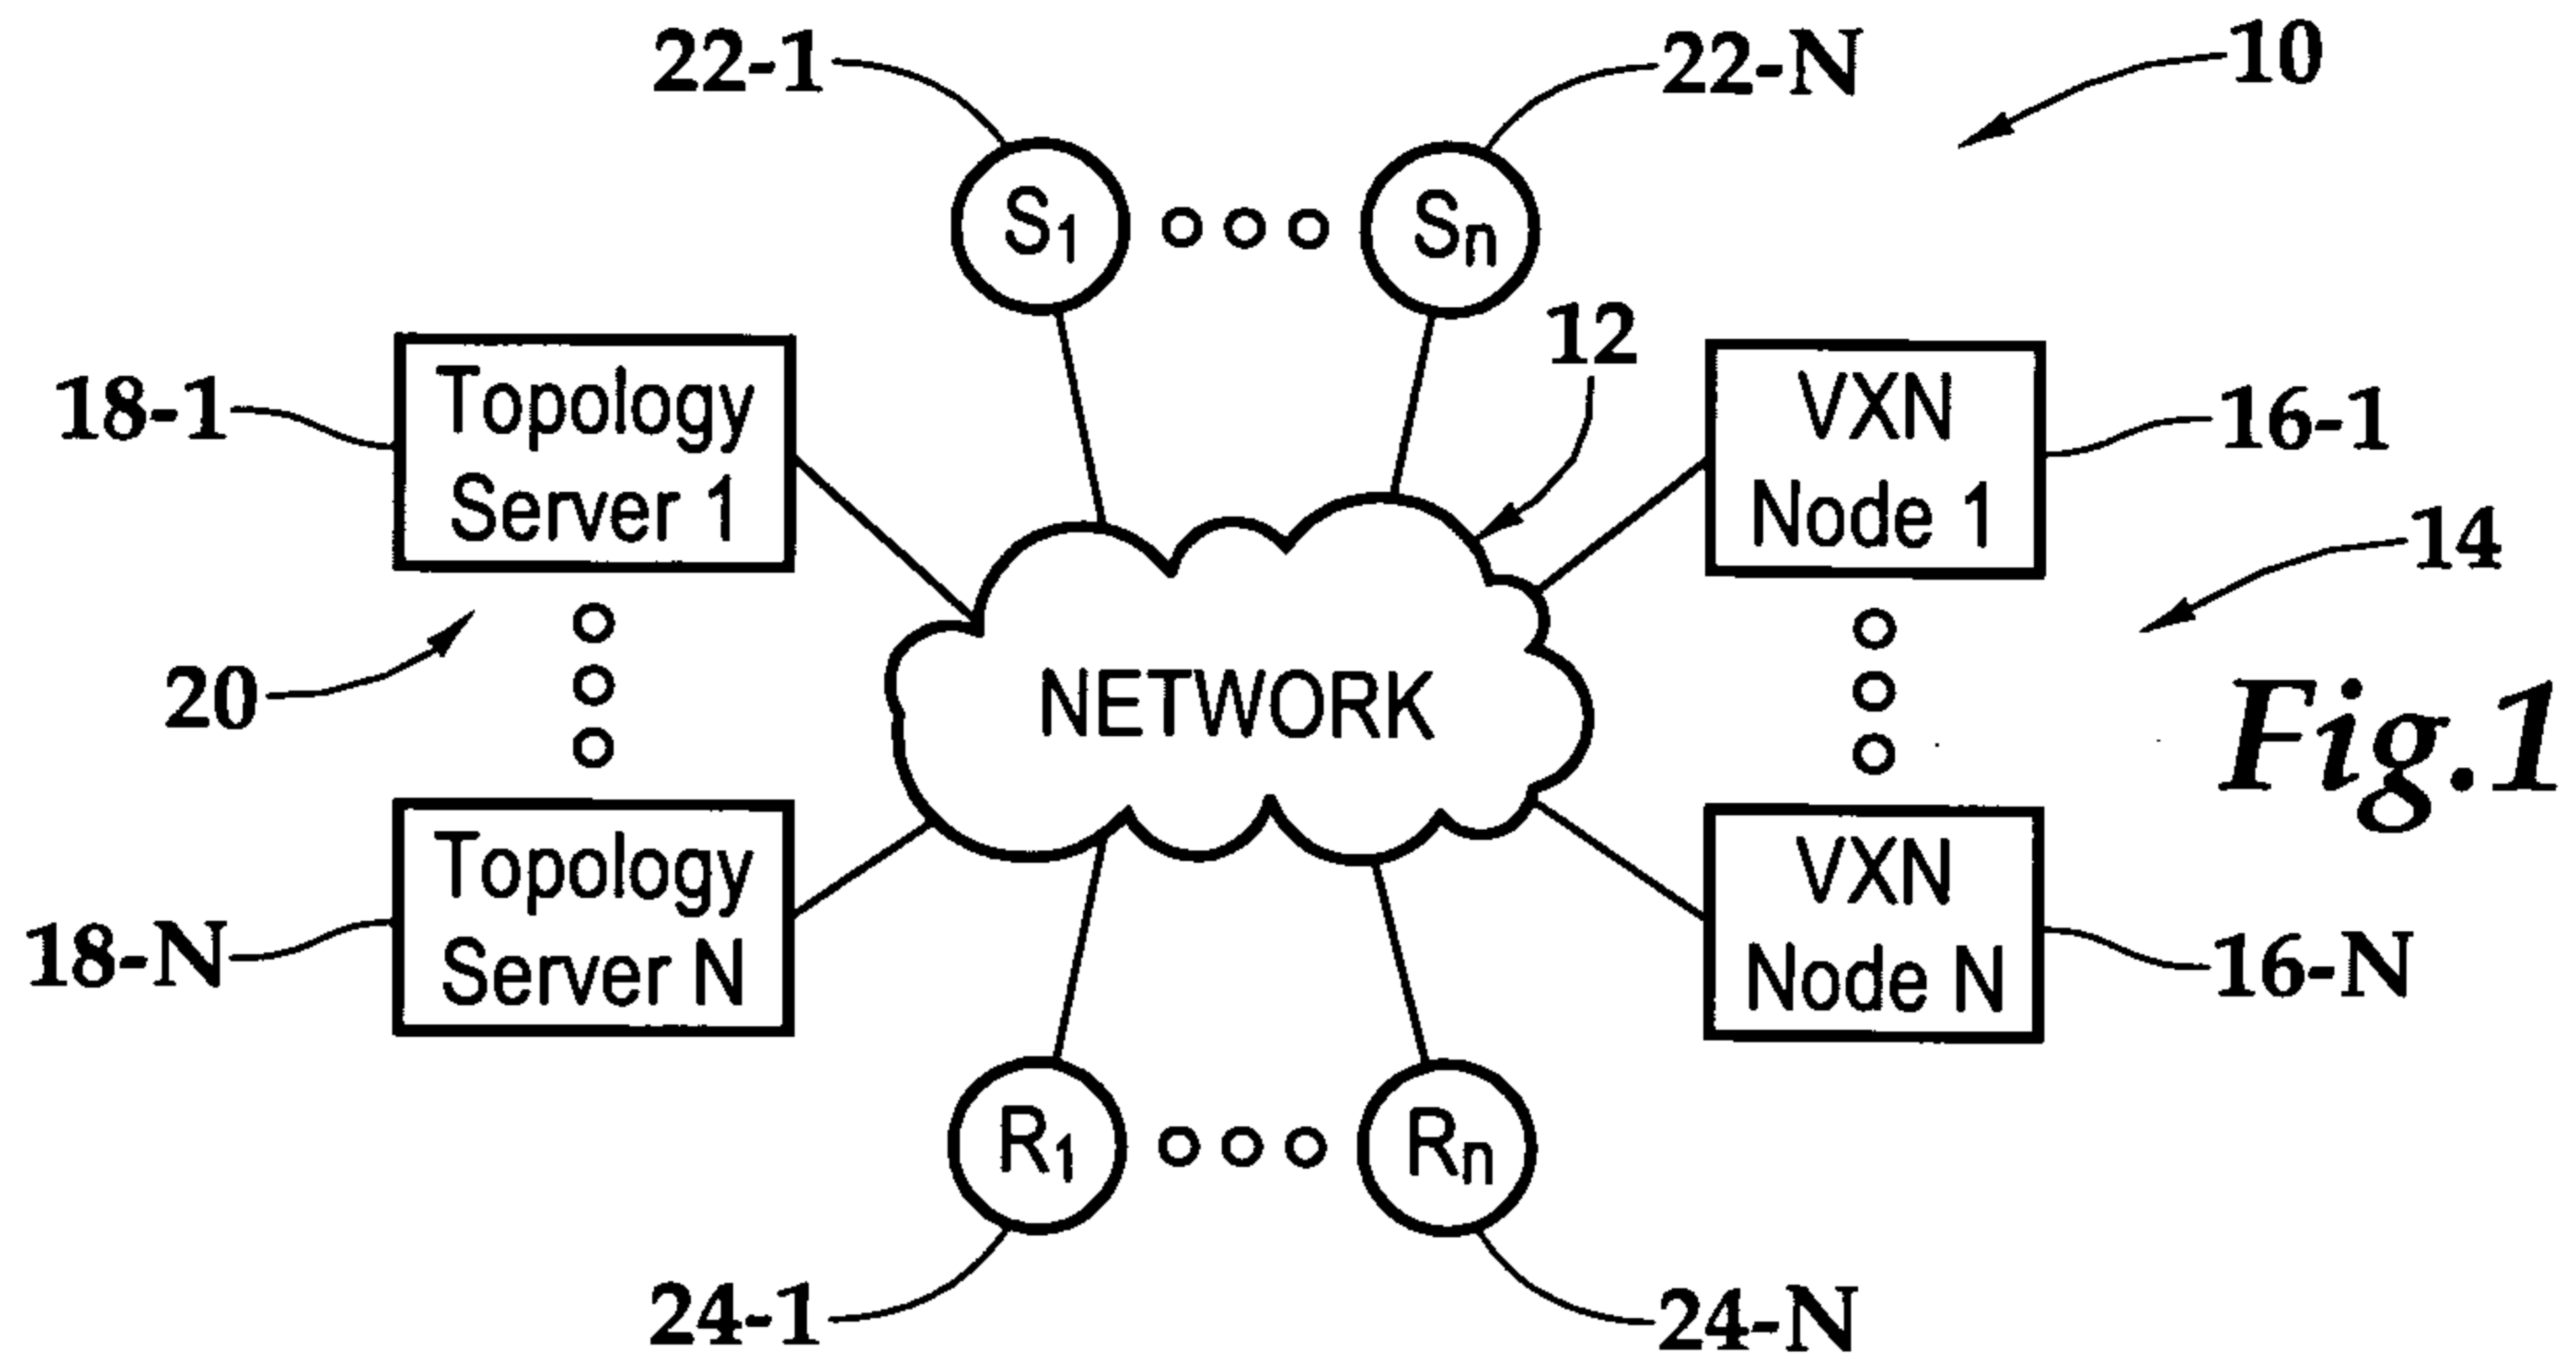 22-1
22-N
10
S1
Sn
12
18-1
Topology
Server 1
VXN
Node 1
16-1
14
20
NETWORK
Fig.1
18-N
Topology
Server N
VXN
Node N
16-N
R1
Rn
24-1
24-N